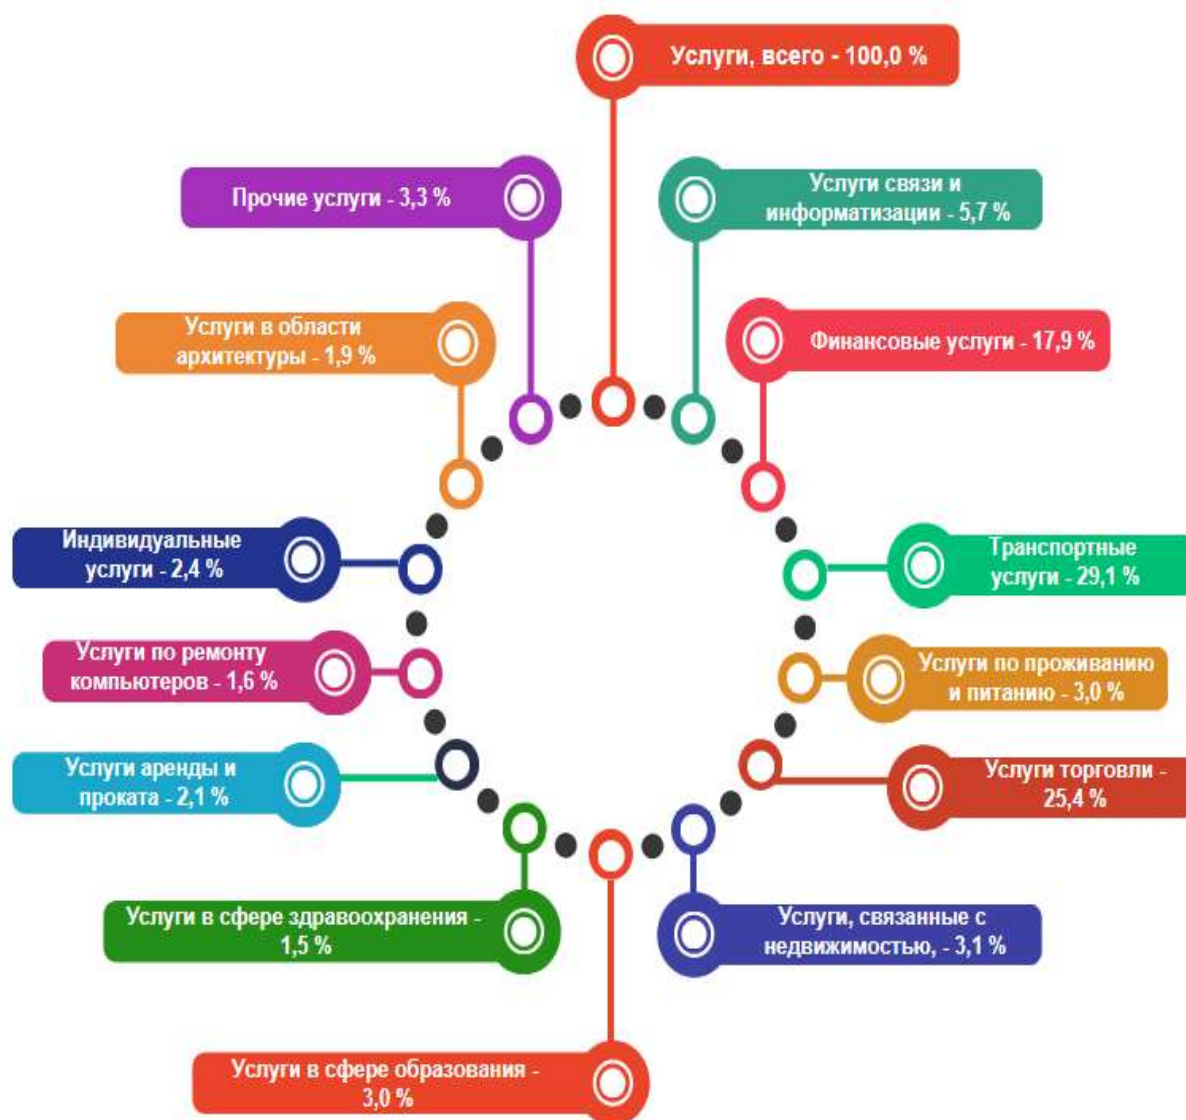 Услуги, всего - 100,0 %
Прочие услуги - 3,3 %
Услуги связи и
информатизации - 5,7 %
Услуги в области
архитектуры - 1,9 %
Финансовые услуги - 17,9 %
Индивидуальные
услуги - 2,4 %
Транспортные
услуги - 29,1 %
Услуги по ремонту
компьютеров - 1,6 %
Услуги по проживанию
и питанию - 3,0 %
Услуги аренды и
проката - 2,1 %
Услуги торговли -
25,4 %
Услуги в сфере здравоохранения -
1,5 %
Услуги, связанные с
недвижимостью, - 3,1 %
Услуги в сфере образования -
3,0 %